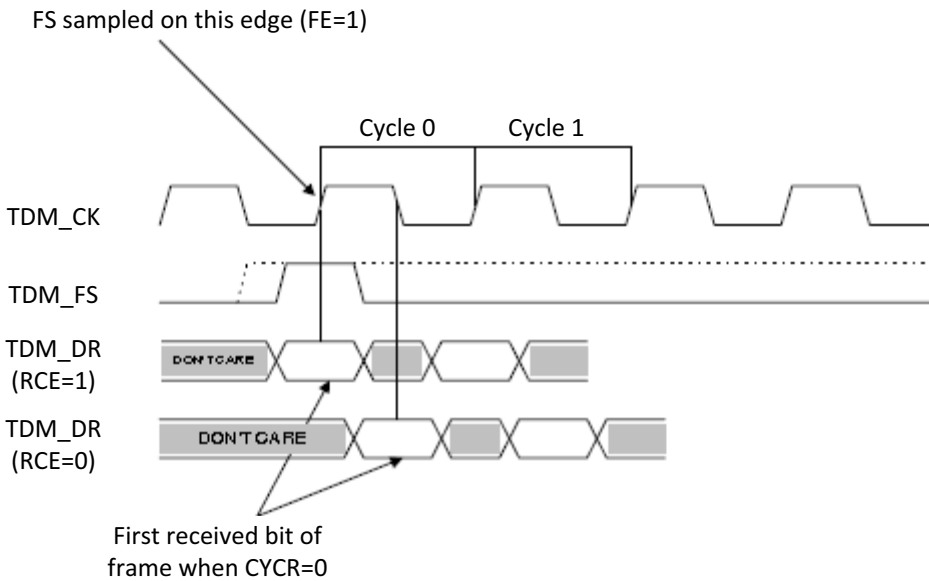 FS sampled on this edge (FE=1)
Cycle 0
Cycle 1
TDM_CK
TDM_FS
TDM_DR
(RCE=1)
DON'T CARE
TDM_DR
(RCE=0)
DON'T CARE
First received bit of
frame when CYCR=0